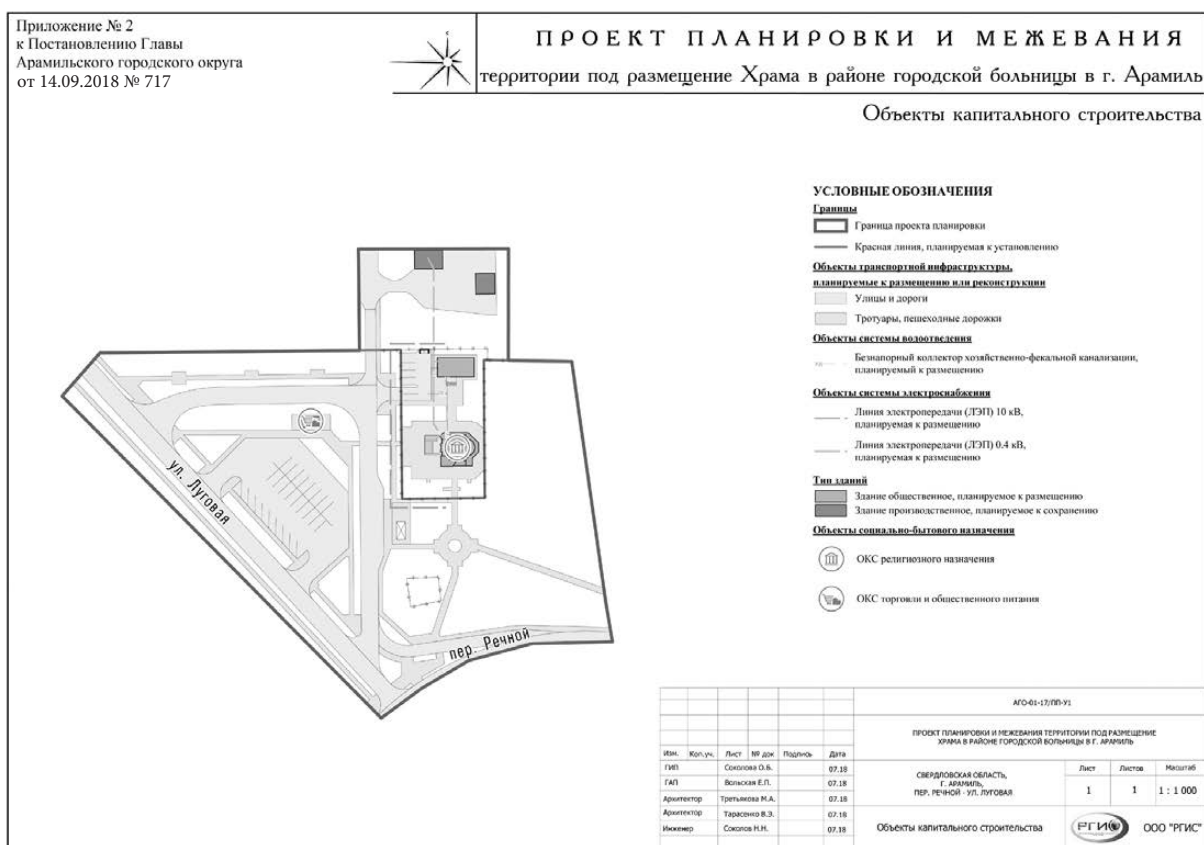 Приложение № 2
к Постановлению Главы
Арамильского городского округа
от 14.09.2018 № 717
ПРОЕКТ ПЛАНИРОВКИ И МЕЖЕВАНИЯ
территории под размещение Храма в районе городской больницы в г. Арамиль
Объекты капитального строительства
УСЛОВНЫЕ ОБОЗНАЧЕНИЯ
Границы
Граница проекта планировки
Красная линия, планируемая к установлению
Объекты транспортной инфраструктуры,
планируемые к размещению или реконструкции
Улицы и дороги
Тротуары, пешеходные дорожки
Объекты системы водоотведения
Безнапорный коллектор хозяйственно-фекальной канализации,
планируемый к размещению
Объекты системы электроснабжения
Линия электропередачи (ЛЭП) 10 кВ,
планируемая к размещению
Линия электропередачи (ЛЭП) 0.4 кВ,
планируемая к размещению
Тип зданий
Здание общественное, планируемое к размещению
Здание производственное, планируемое к сохранению
Объекты социально-бытового назначения
ОКС религиозного назначения
ОКС торговли и общественного питания
ул. Луговая
пер. Речной
АГО-01-17/ПП-У1
ПРОЕКТ ПЛАНИРОВКИ И МЕЖЕВАНИЯ ТЕРРИТОРИИ ПОД РАЗМЕЩЕНИЕ
ХРАМА В РАЙОНЕ ГОРОДСКОЙ БОЛЬНИЦЫ В Г. АРАМИЛЬ
Изм. Кол.уч. Лист № док Подпись Дата
ГИП Соколова О.Б. 07.18
ГАП Вольская Е.П. 07.18
Архитектор Третьякова М.А. 07.18
Архитектор Тарасенко В.Э. 07.18
Инженер Соколов Н.Н. 07.18
СВЕРДЛОВСКАЯ ОБЛАСТЬ,
Г. АРАМИЛЬ,
ПЕР. РЕЧНОЙ - УЛ. ЛУГОВАЯ
Лист Листов Масштаб
1 1 1 : 1 000
Объекты капитального строительства
РГИС
ООО "РГИС"